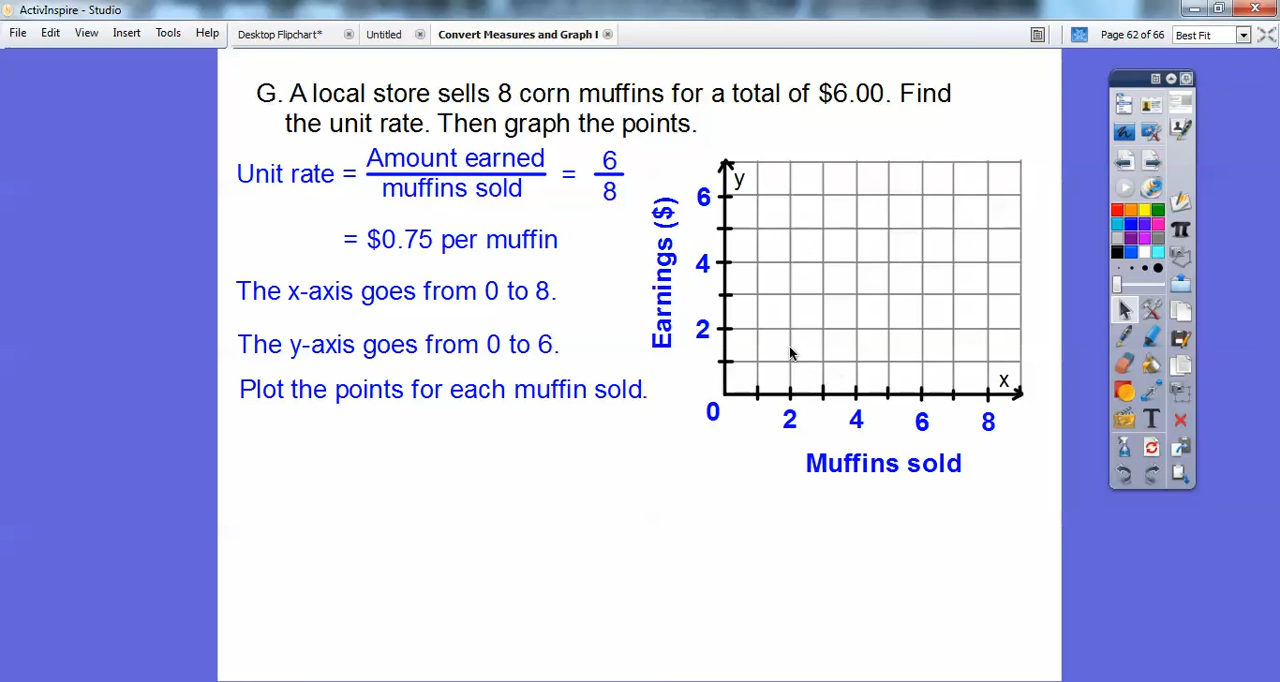 ActivInspire - Studio
File Edit View Insert Tools Help
Desktop Flipchart* Untitled Convert Measures and Graph I
Page 62 of 66 Best Fit
G. A local store sells 8 corn muffins for a total of $6.00. Find
the unit rate. Then graph the points.
Unit rate = Amount earned / muffins sold = 6 / 8
= $0.75 per muffin
The x-axis goes from 0 to 8.
The y-axis goes from 0 to 6.
Plot the points for each muffin sold.
Earnings ($)
y
6
4
2
x
0 2 4 6 8
Muffins sold